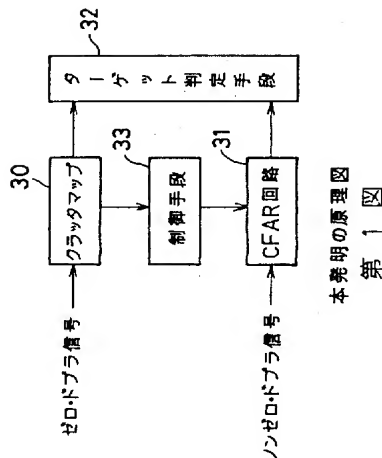 32
ターゲット判定手段
30
クラッタマップ
33
制御手段
31
CFAR回路
ゼロ・ドプラ信号
ノンゼロ・ドプラ信号
本発明の原理図
第 1 図